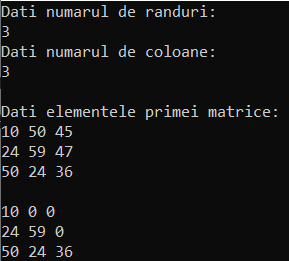 Dati numarul de randuri:
3
Dati numarul de coloane:
3
Dati elementele primei matrice:
10 50 45
24 59 47
50 24 36
10 0 0
24 59 0
50 24 36